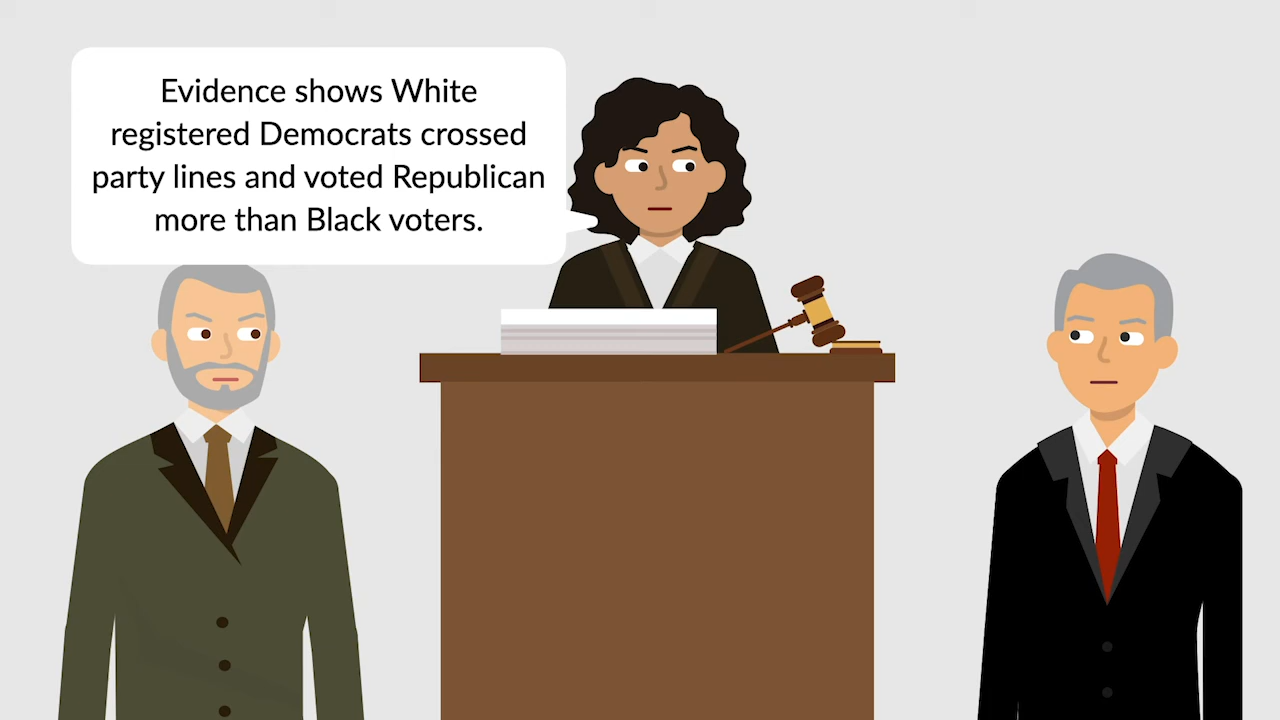 Evidence shows White
registered Democrats crossed
party lines and voted Republican
more than Black voters.